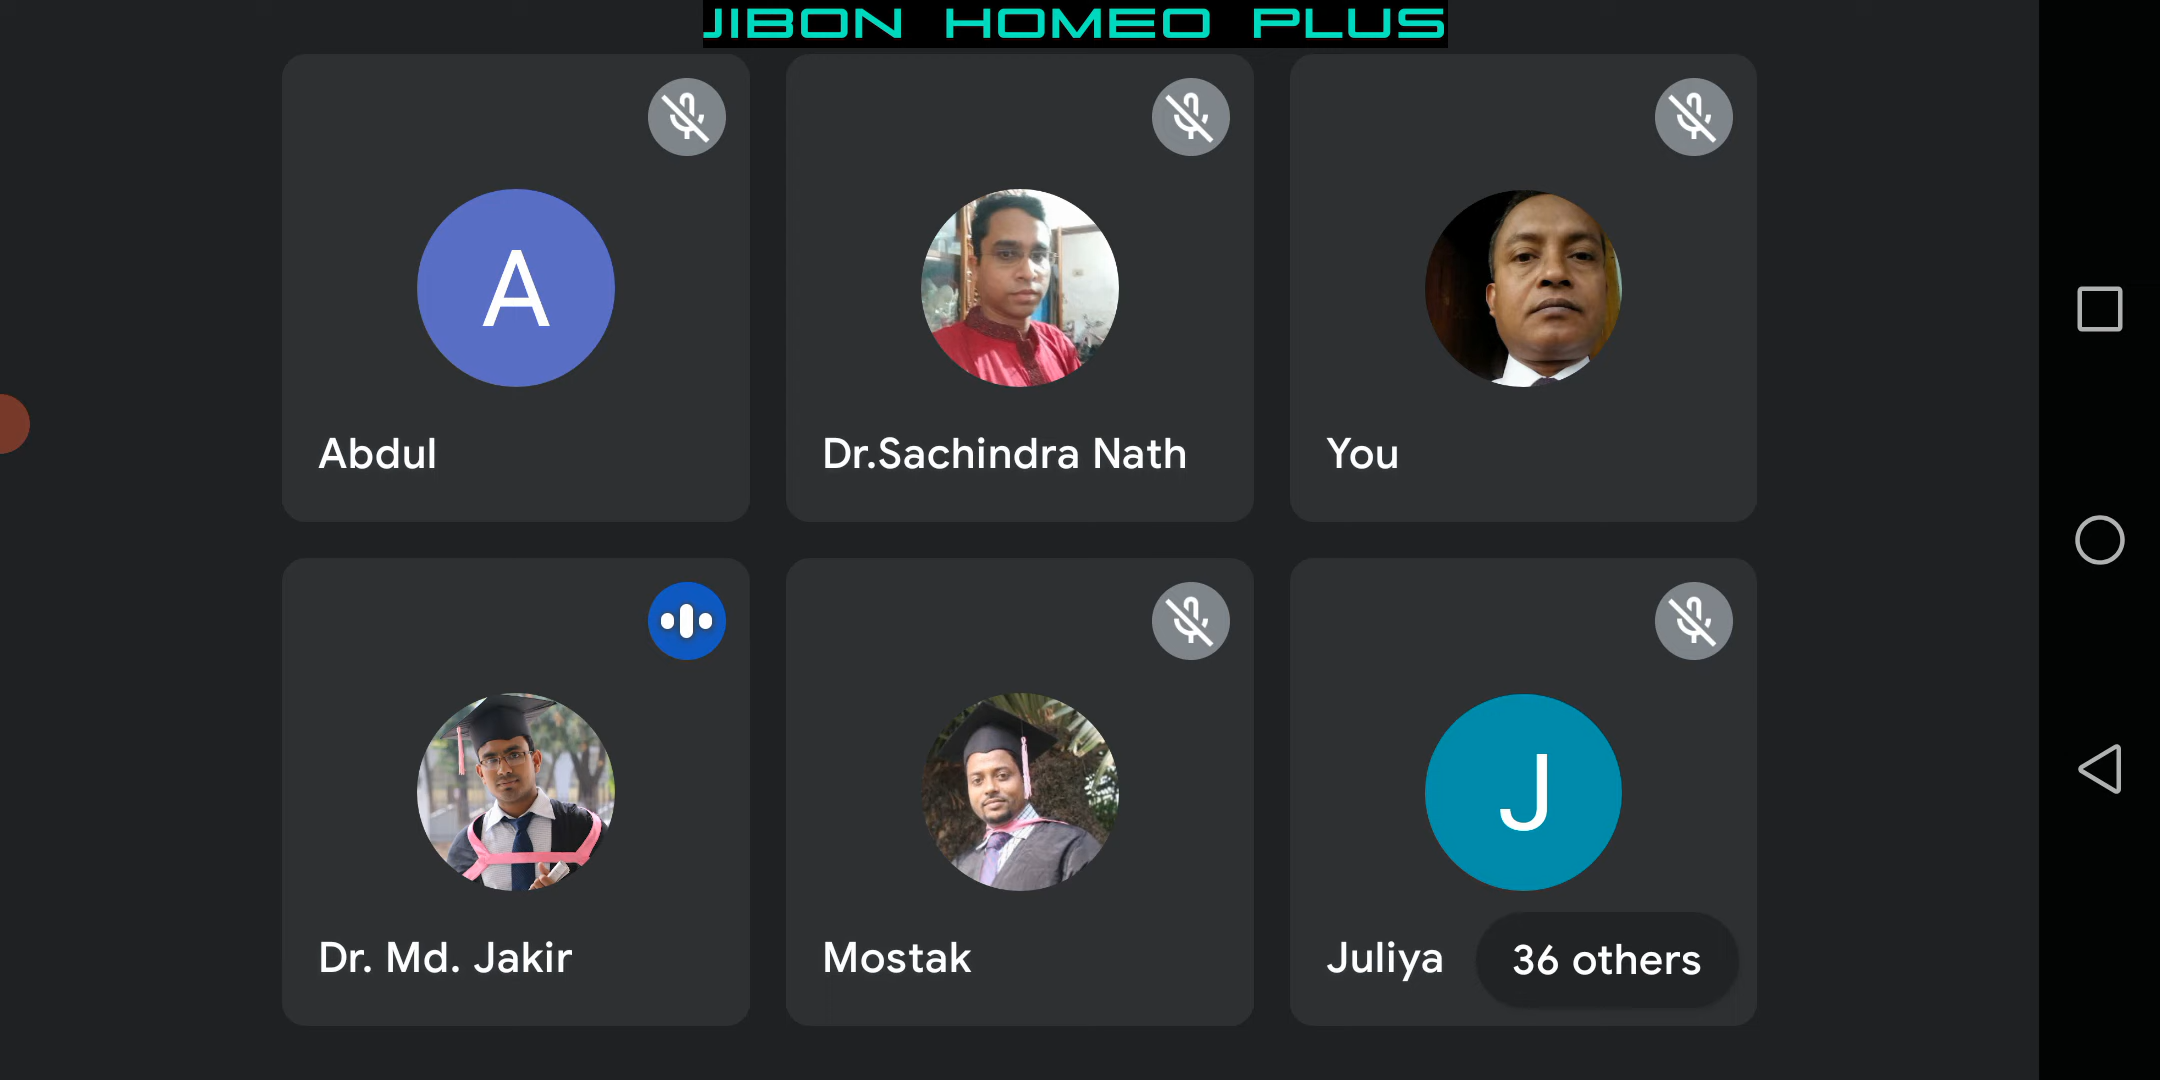 JIBON HOMEO PLUS
A
Abdul
Dr.Sachindra Nath
You
Dr. Md. Jakir
Mostak
J
Juliya
36 others